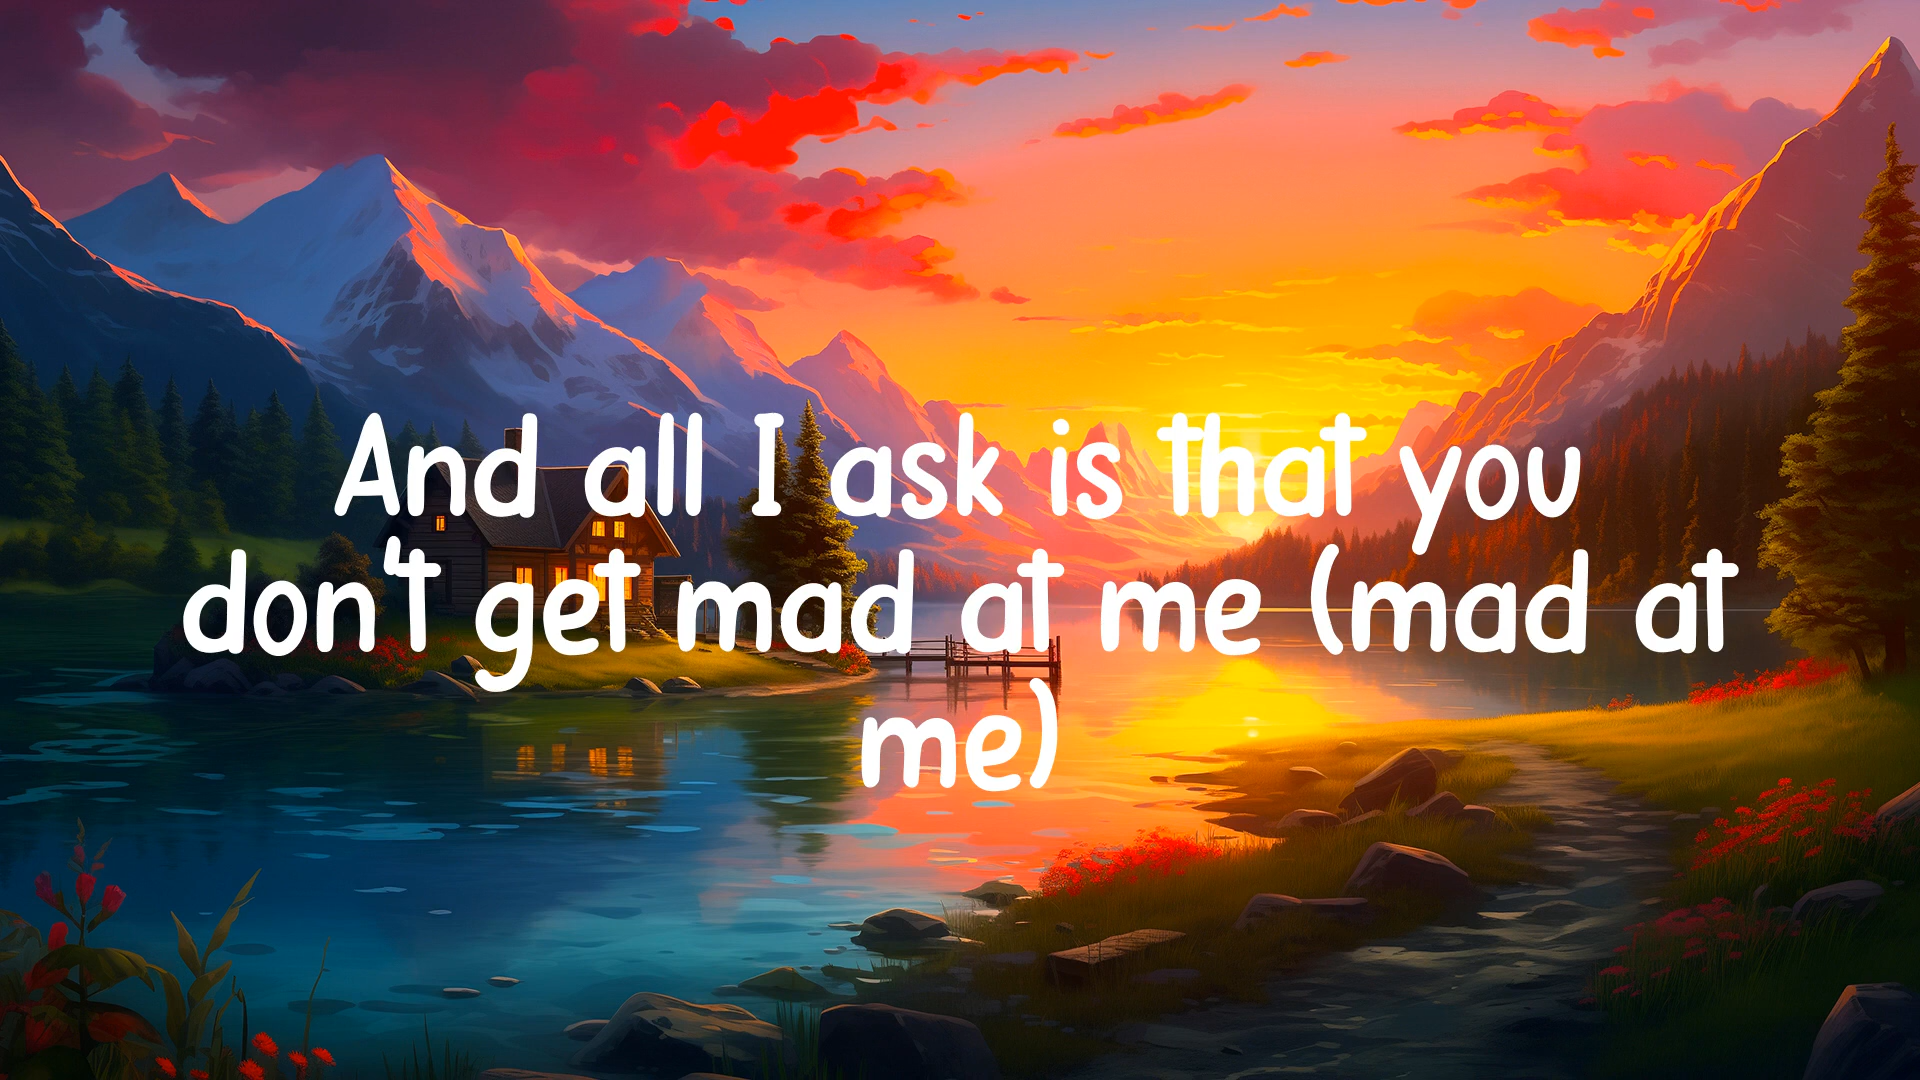 And all I ask is that you
don't get mad at me (mad at
me)